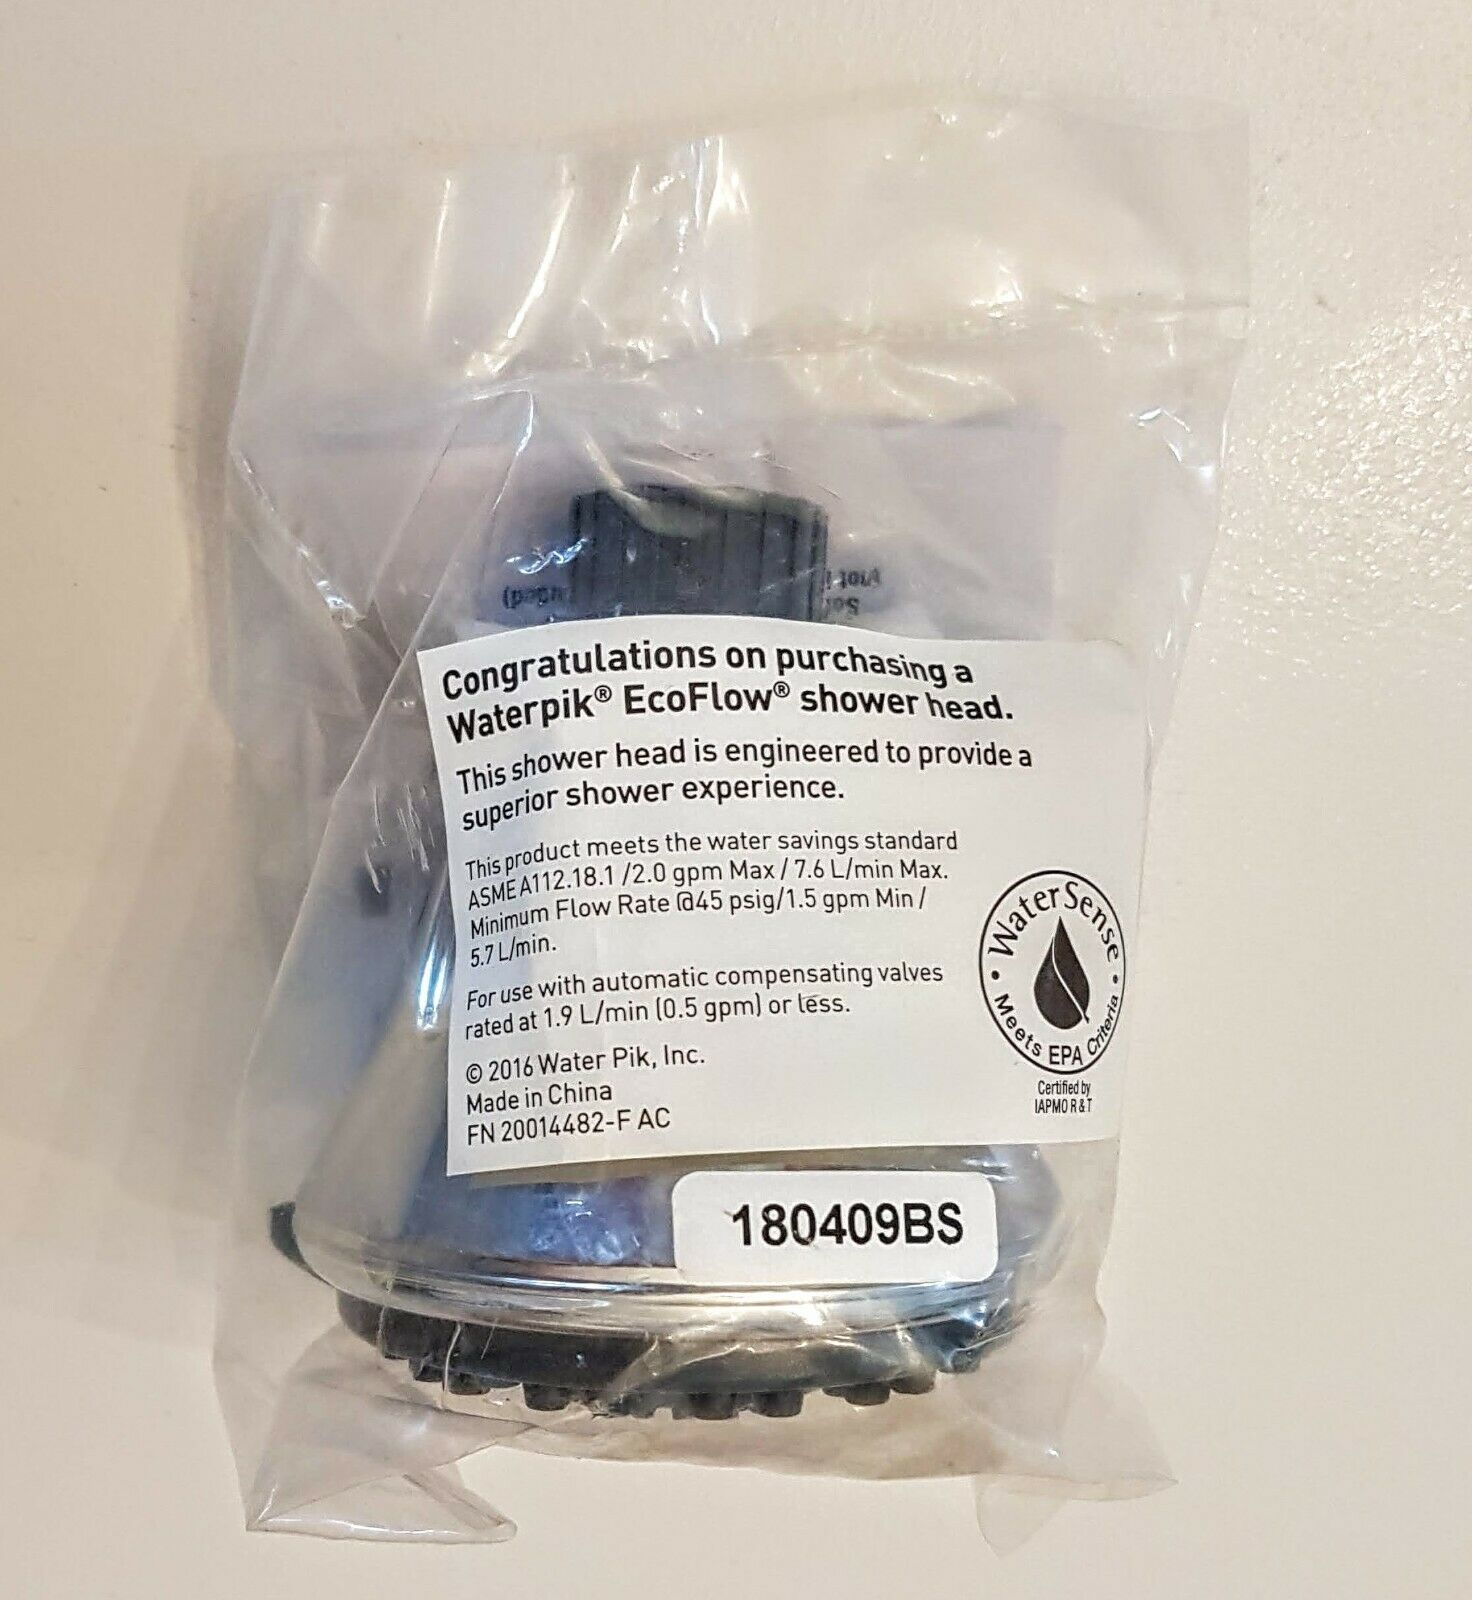 Congratulations on purchasing a
Waterpik® EcoFlow® shower head.
This shower head is engineered to provide a
superior shower experience.
This product meets the water savings standard
ASME A112.18.1 /2.0 gpm Max / 7.6 L/min Max.
Minimum Flow Rate @45 psig/1.5 gpm Min /
5.7 L/min.
For use with automatic compensating valves
rated at 1.9 L/min (0.5 gpm) or less.
© 2016 Water Pik, Inc.
Made in China
FN 20014482-F AC
WaterSense
Meets EPA Criteria
Certified by
IAPMO R & T
180409BS